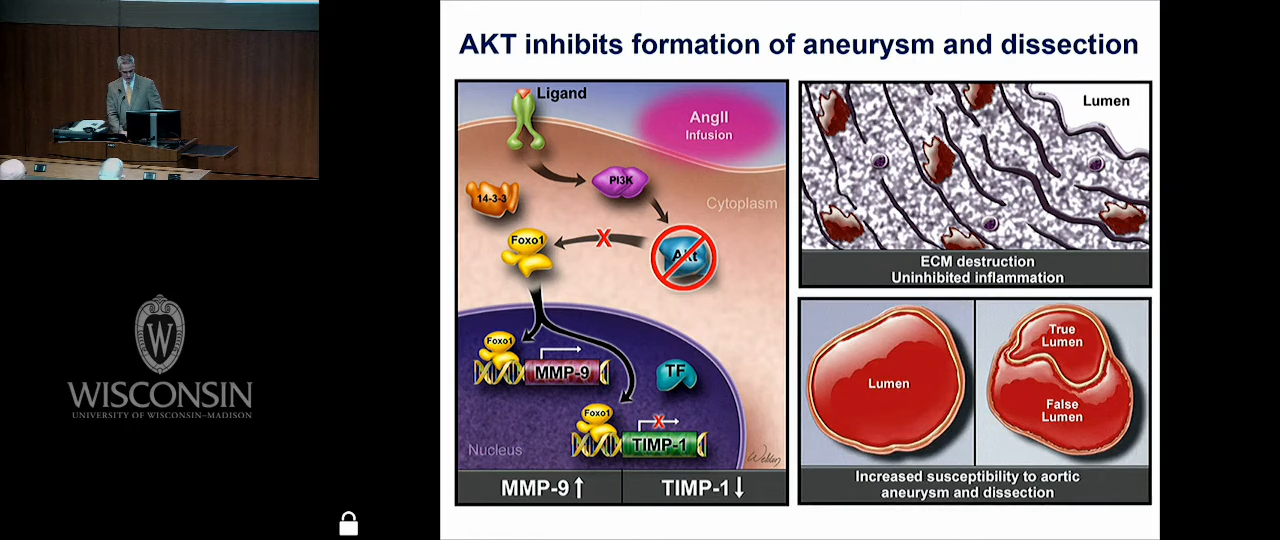 AKT inhibits formation of aneurysm and dissection
Ligand
AngII
Infusion
PI3K
14-3-3
Cytoplasm
Foxo1
X
Akt
Foxo1
MMP-9
TF
Foxo1
X
TIMP-1
Nucleus
Welden
MMP-9
TIMP-1
Lumen
ECM destruction
Uninhibited inflammation
Lumen
True
Lumen
False
Lumen
Increased susceptibility to aortic
aneurysm and dissection
W
WISCONSIN
UNIVERSITY OF WISCONSIN–MADISON